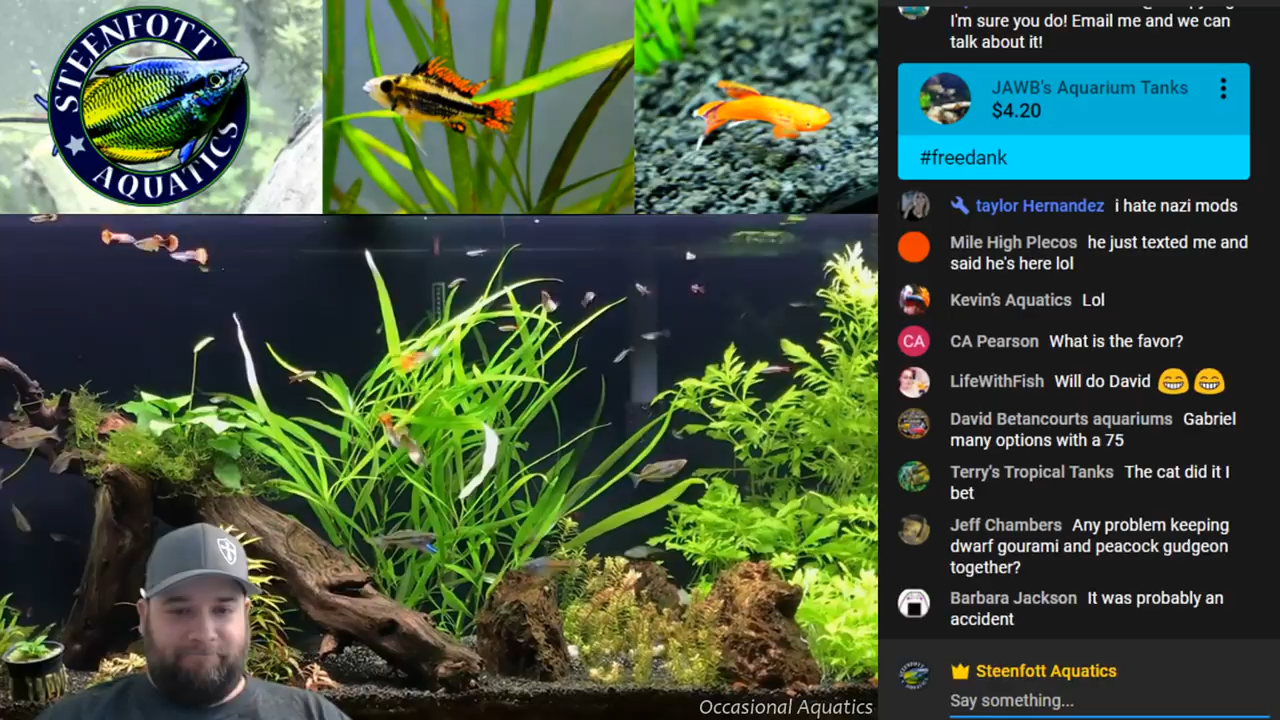 STEENFOTT
AQUATICS
I'm sure you do! Email me and we can
talk about it!
JAWB's Aquarium Tanks
$4.20
#freedank
taylor Hernandez i hate nazi mods
Mile High Plecos he just texted me and
said he's here lol
Kevin's Aquatics Lol
CA CA Pearson What is the favor?
LifeWithFish Will do David 😁😁
David Betancourts aquariums Gabriel
many options with a 75
Terry's Tropical Tanks The cat did it I
bet
Jeff Chambers Any problem keeping
dwarf gourami and peacock gudgeon
together?
Barbara Jackson It was probably an
accident
Steenfott Aquatics
Say something...
Occasional Aquatics